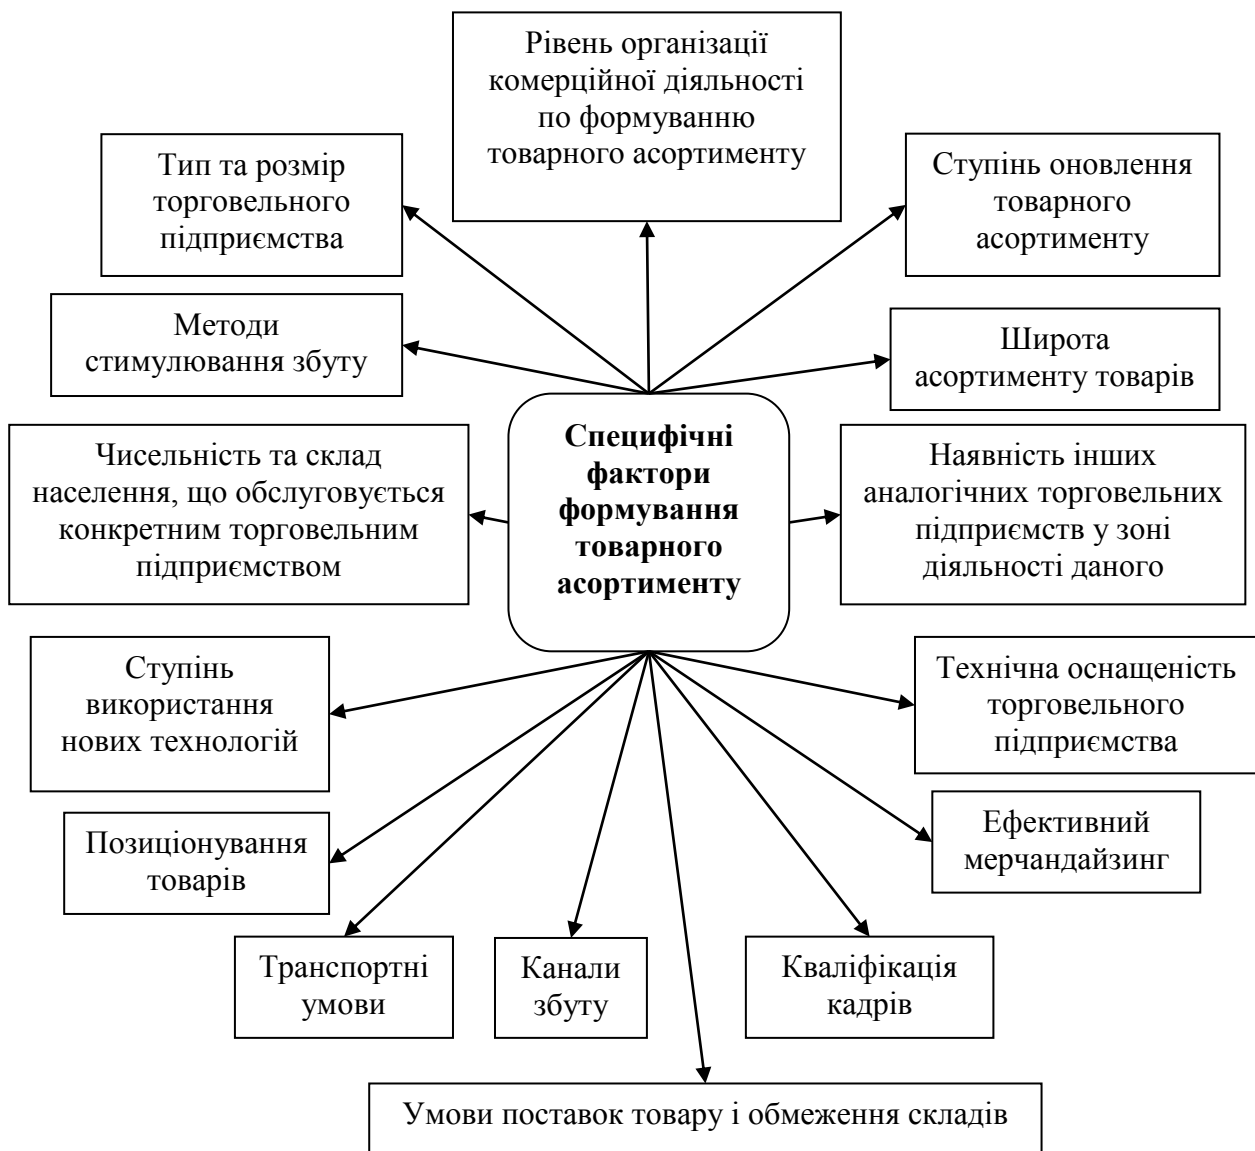 Рівень організації
комерційної діяльності
по формуванню
товарного асортименту
Тип та розмір
торговельного
підприємства
Ступінь оновлення
товарного
асортименту
Методи
стимулювання збуту
Широта
асортименту товарів
Чисельність та склад
населення, що обслуговується
конкретним торговельним
підприємством
Специфічні
фактори
формування
товарного
асортименту
Наявність інших
аналогічних торговельних
підприємств у зоні
діяльності даного
Ступінь
використання
нових технологій
Технічна оснащеність
торговельного
підприємства
Позиціонування
товарів
Ефективний
мерчандайзинг
Транспортні
умови
Канали
збуту
Кваліфікація
кадрів
Умови поставок товару і обмеження складів